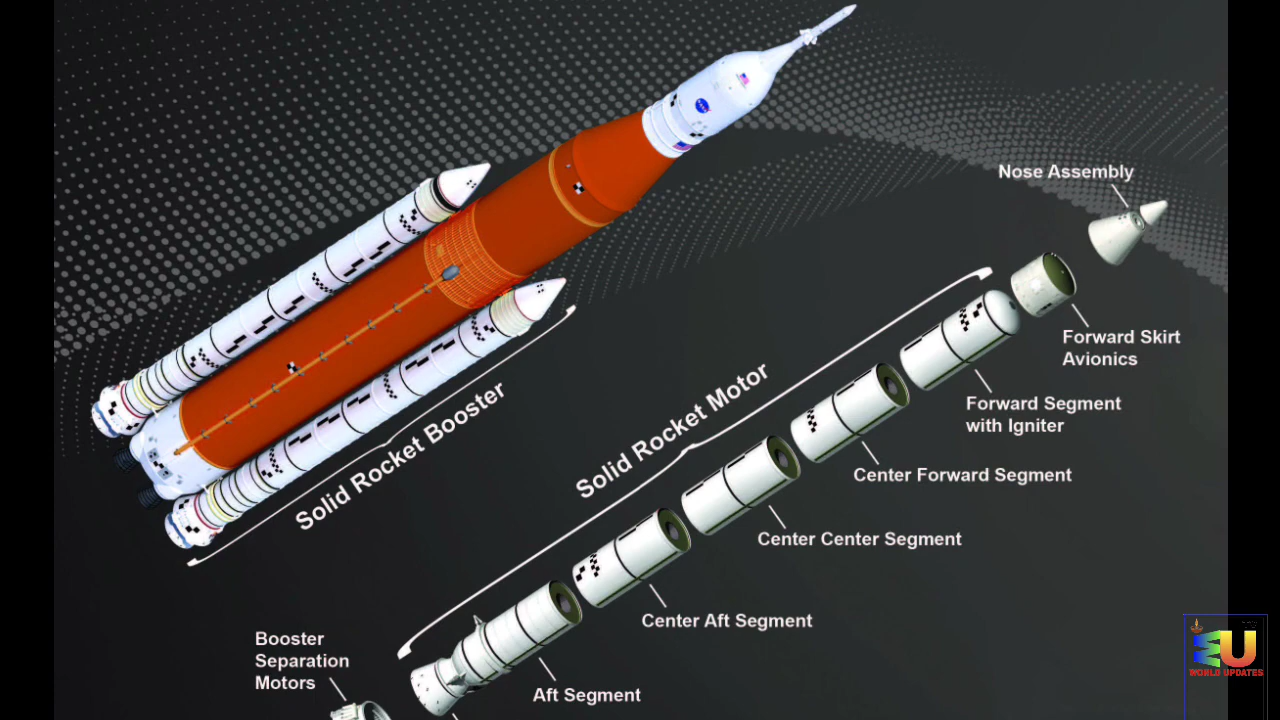 Nose Assembly
Forward Skirt
Avionics
Forward Segment
with Igniter
Center Forward Segment
Center Center Segment
Center Aft Segment
Aft Segment
Solid Rocket Motor
Solid Rocket Booster
Booster
Separation
Motors
WORLD UPDATES